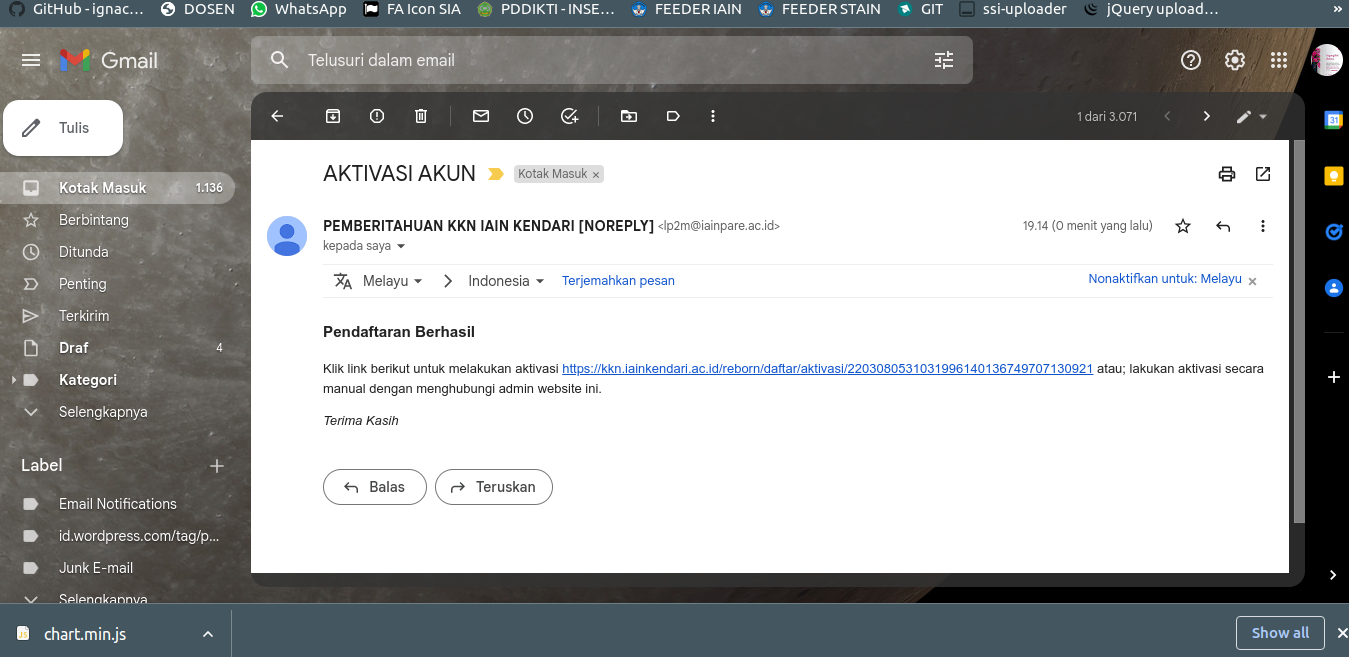 GitHub - ignac...
DOSEN
WhatsApp
FA Icon SIA
PDDIKTI - INSE...
FEEDER IAIN
FEEDER STAIN
GIT
ssi-uploader
jQuery upload...
»
Gmail
Telusuri dalam email
Tulis
1 dari 3.071
Kotak Masuk 1.136
Berbintang
Ditunda
Penting
Terkirim
Draf 4
Kategori
Selengkapnya
Label
Email Notifications
id.wordpress.com/tag/p...
Junk E-mail
Selengkapnya
AKTIVASI AKUN
Kotak Masuk ×
PEMBERITAHUAN KKN IAIN KENDARI [NOREPLY] <lp2m@iainpare.ac.id>
19.14 (0 menit yang lalu)
kepada saya
Melayu
Indonesia
Terjemahkan pesan
Nonaktifkan untuk: Melayu ×
Pendaftaran Berhasil
Klik link berikut untuk melakukan aktivasi https://kkn.iainkendari.ac.id/reborn/daftar/aktivasi/220308053103199614013674970713​0921 atau; lakukan aktivasi secara
manual dengan menghubungi admin website ini.
Terima Kasih
Balas
Teruskan
31
JS
chart.min.js
Show all